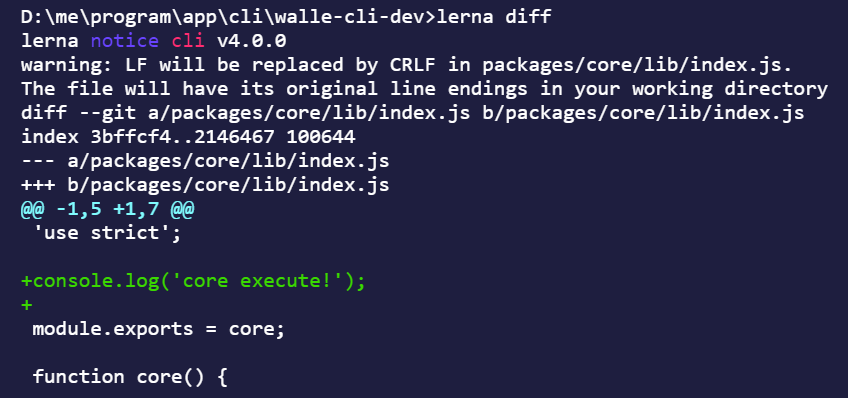 D:\me\program\app\cli\walle-cli-dev>lerna diff
lerna notice cli v4.0.0
warning: LF will be replaced by CRLF in packages/core/lib/index.js.
The file will have its original line endings in your working directory
diff --git a/packages/core/lib/index.js b/packages/core/lib/index.js
index 3bffcf4..2146467 100644
--- a/packages/core/lib/index.js
+++ b/packages/core/lib/index.js
@@ -1,5 +1,7 @@
 'use strict';

+console.log('core execute!');
+
 module.exports = core;

 function core() {